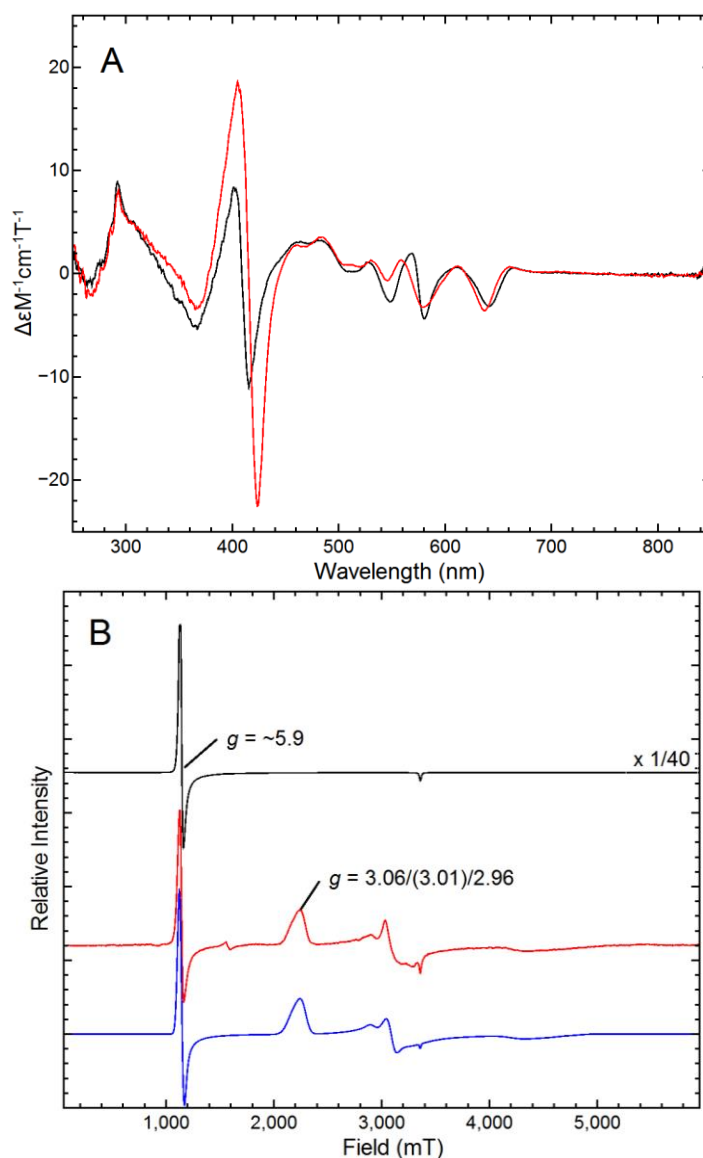 A
20
10
0
−10
−20
ΔεM⁻¹cm⁻¹T⁻¹
300 400 500 600 700 800
Wavelength (nm)
B
g = ~5.9
x 1/40
g = 3.06/(3.01)/2.96
Relative Intensity
1,000 2,000 3,000 4,000 5,000
Field (mT)